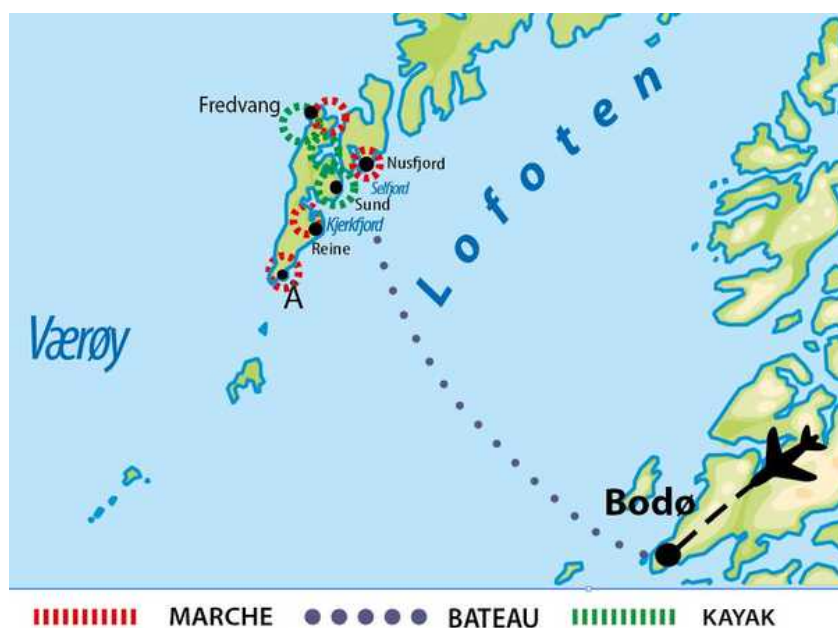 Fredvang
Nusfjord
Selfjord
Sund
Kjerkfjord
Reine
A
Lofoten
Værøy
Bodø
MARCHE BATEAU KAYAK